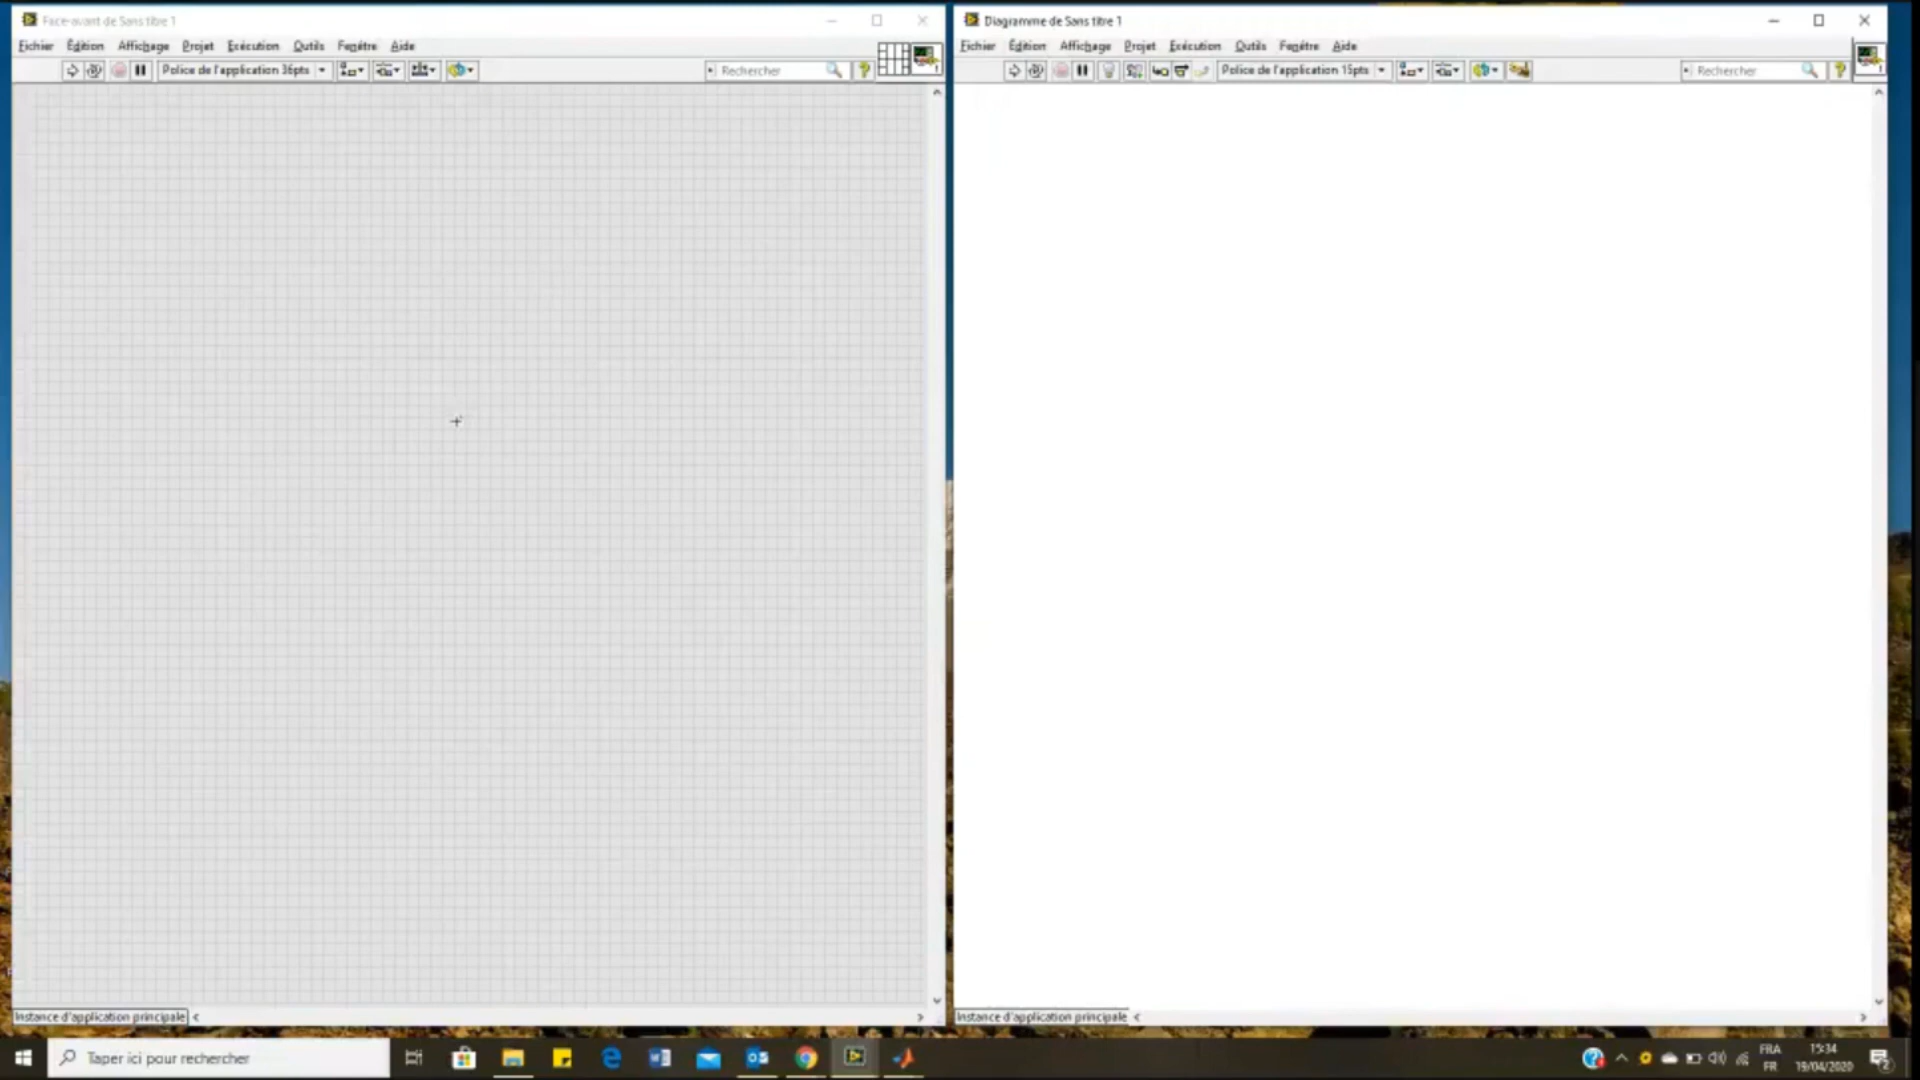 Face-avant de Sans titre 1
Fichier Édition Affichage Projet Exécution Outils Fenêtre Aide
Police de l'application 36pts
Rechercher
Instance d'application principale
Diagramme de Sans titre 1
Fichier Édition Affichage Projet Exécution Outils Fenêtre Aide
Police de l'application 15pts
Rechercher
Instance d'application principale
Taper ici pour rechercher
FRA
FR
15:34
19/04/2020